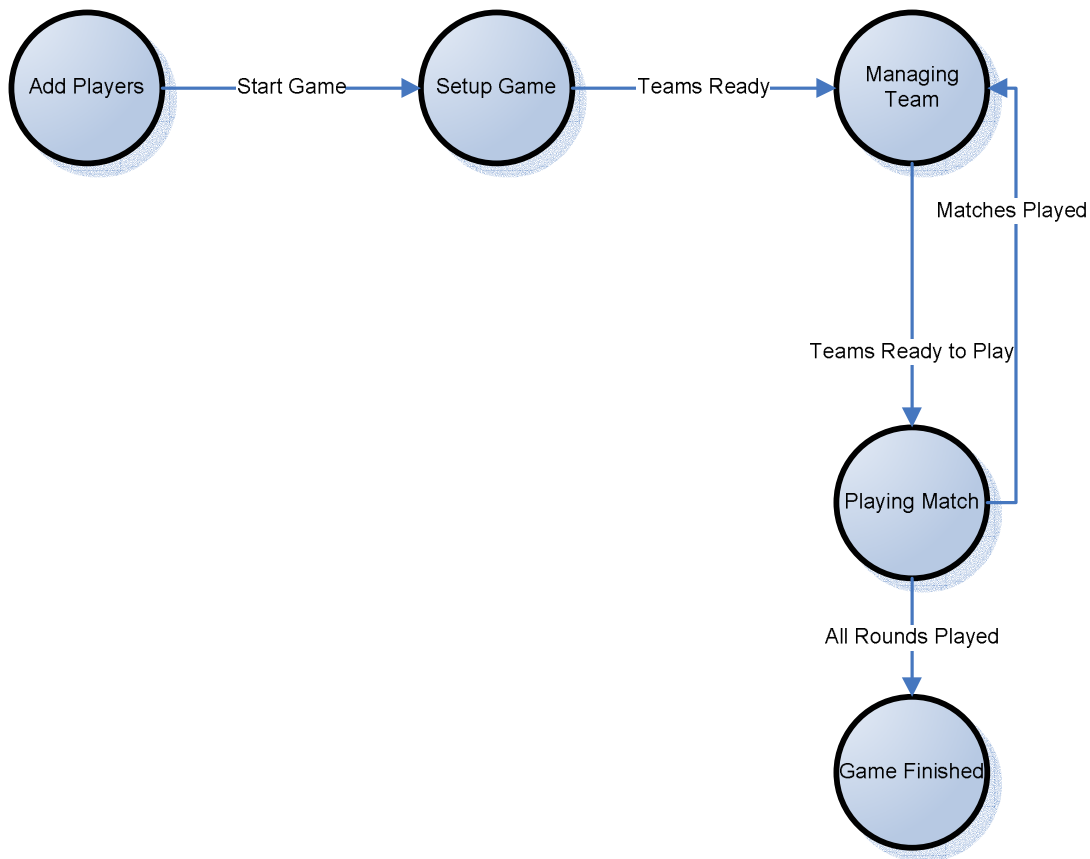 Add Players
Start Game
Setup Game
Teams Ready
Managing
Team
Matches Played
Teams Ready to Play
Playing Match
All Rounds Played
Game Finished